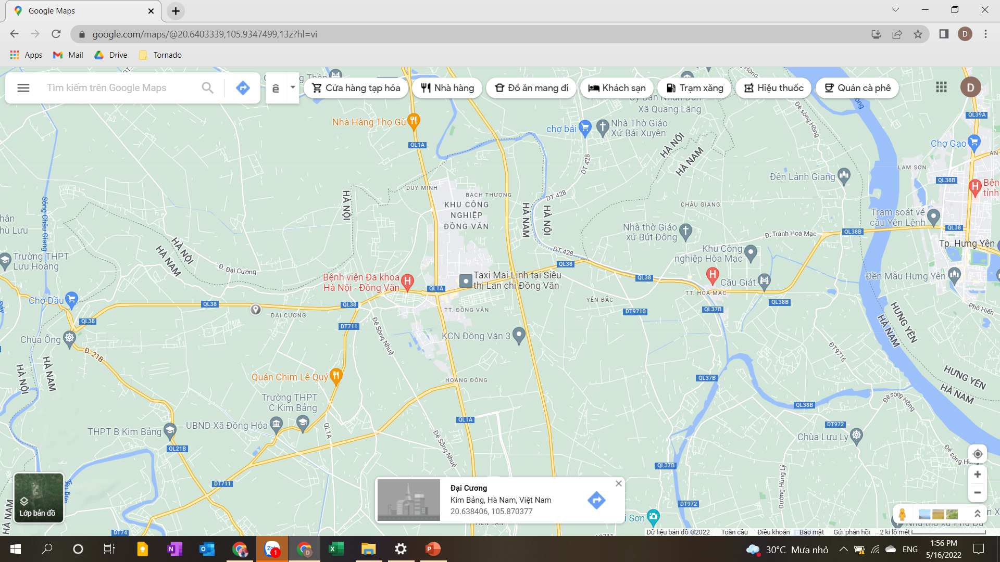 Google Maps
google.com/maps/@20.6403339,105.9347499,13z?hl=vi
D
Apps
Mail
Drive
Tornado
Tìm kiếm trên Google Maps
ê
Cửa hàng tạp hóa
Nhà hàng
Đồ ăn mang đi
Khách sạn
Trạm xăng
Hiệu thuốc
Quán cà phê
D
Xã Quang Lãng
Đê sông Hồng
QL39A
Nhà Hàng Thọ Gù
chợ bái
Nhà Thờ Giáo
Xứ Bái Xuyên
HÀ NỘI
HÀ NAM
QL1A
Chợ Gạo
AN
DT 428
LAM SƠN
Đền Lảnh Giang
QL38B
DUY MINH
BẠCH THƯỢNG
DT 428
Bện
tỉnh
HÀ NỘI
KHU CÔNG
NGHIỆP
ĐỒNG VĂN
HÀ NAM
HÀ NỘI
CHÂU GIANG
Sông Châu Giang
hân
hù Lưu
Trạm soát vé
cầu Yên Lệnh
QL38
Nhà thờ Giáo
xứ Bút Đông
Đ. Tránh Hoà Mạc
QL38B
HÀ NỘI
HÀ NAM
Tp. Hưng Yên
Khu Công
nghiệp Hòa Mạc
DT 428
Trường THPT
Lưu Hoàng
Đ. Đại Cường
QL38
Bệnh viện Đa khoa
Hà Nội - Đồng Văn
Taxi Mai Linh tại Siêu
thị Lan chi Đồng Văn
QL38
Cầu Giát
Đền Mẫu Hưng Yên
QL1A
TT. HÒA MẠC
Chợ Dầu
QL38
QL38
YÊN BẮC
QL38B
Phố Hiến
ĐẠI CƯƠNG
TT. ĐỒNG VĂN
DT9710
QL37B
QL38
DT711
Đê Sông Nhuệ
HƯNG YÊN
HÀ NAM
Chùa Ông
KCN Đồng Văn 3
Đ. 21B
ĐT9716
HÀ NỘI
HÀ NAM
Quán Chim Lê Quý
HOÀNG ĐÔNG
QL37B
HƯNG YÊN
HÀ NAM
Trường THPT
C Kim Bảng
Đê sông Hồng
QL38B
QL1A
UBND Xã Đồng Hóa
THPT B Kim Bảng
QL1A
Đê Sông Nhuệ
DT972
Chùa Lưu Ly
QL21B
QL37B
Đường Hùng Lý
DT711
DT972
HÀ NAM
Lớp bản đồ
Đại Cương
Kim Bảng, Hà Nam, Việt Nam
20.638406, 105.870377
i Sơn
DT74
Dữ liệu bản đồ ©2022
Toàn cầu
Điều khoản
Bảo mật
Gửi phản hồi
2 ki lô mét
1
30°C Mưa nhỏ
ENG
1:56 PM
5/16/2022